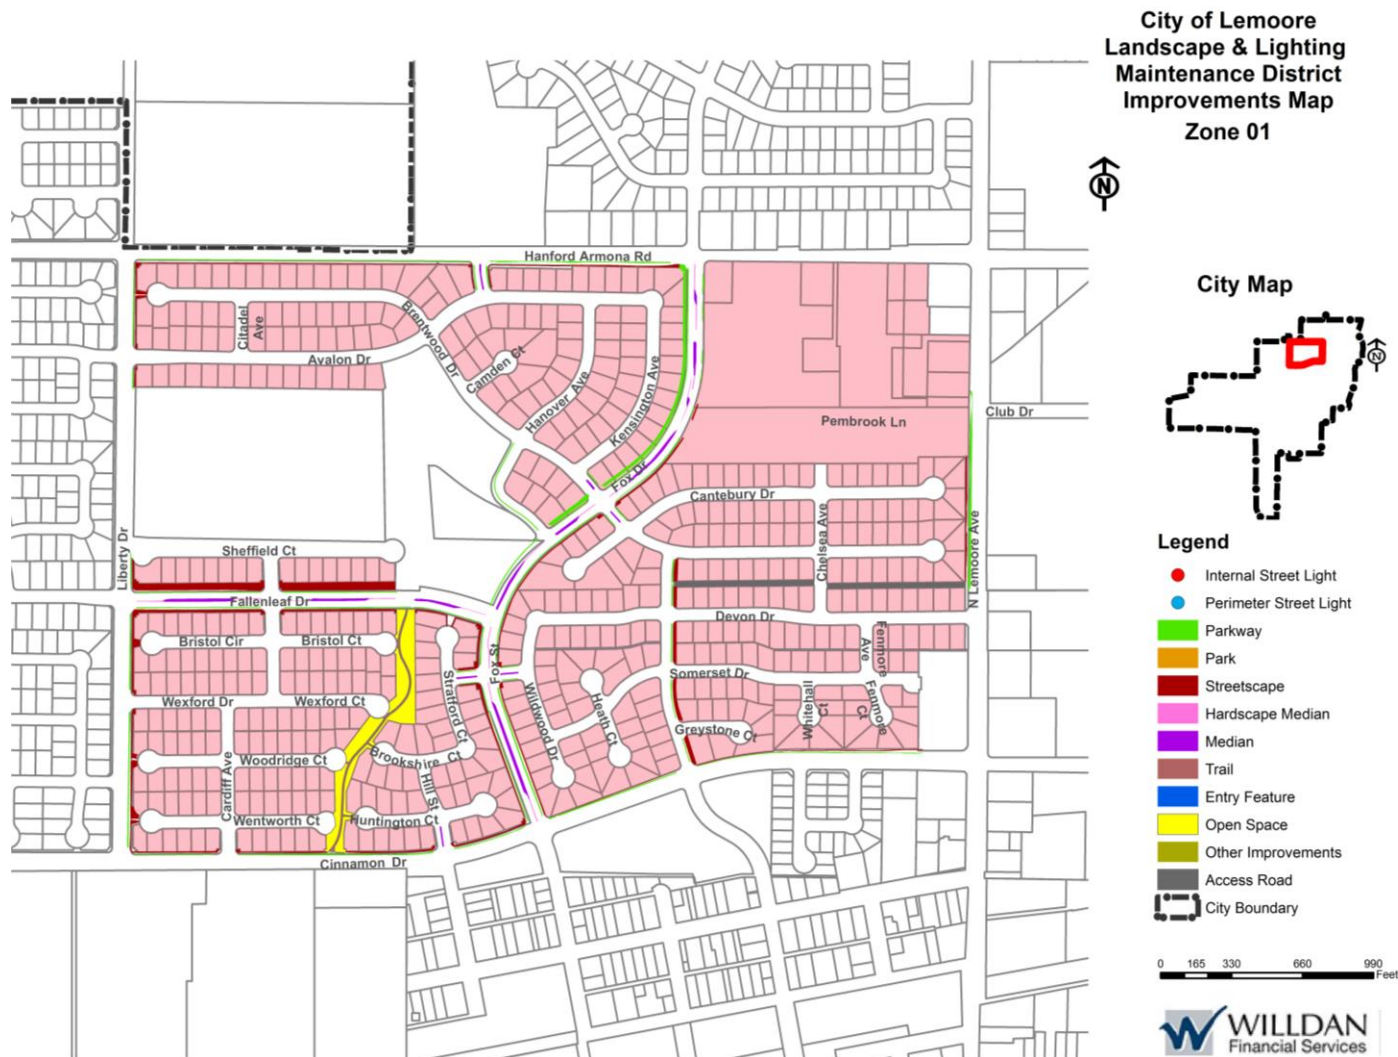 City of Lemoore
Landscape & Lighting
Maintenance District
Improvements Map
Zone 01
N
Hanford Armona Rd
Citadel
Ave
Brentwood Dr
Avalon Dr
Camden Ct
Hanover Ave
Kensington Ave
Fox Dr
Pembrook Ln
Club Dr
Cantebury Dr
Chelsea Ave
N Lemoore Ave
Liberty Dr
Sheffield Ct
Fallenleaf Dr
Bristol Cir
Bristol Ct
Devon Dr
Fenmore
Ave
Fox St
Stratford Ct
Somerset Dr
Wexford Dr
Wexford Ct
Wildwood Dr
Heath Ct
Whitehall
Ct
Fenmore
Ct
Greystone Ct
Cardiff Ave
Woodridge Ct
Brookshire Ct
Hill St
Wentworth Ct
Huntington Ct
Cinnamon Dr
City Map
N
Legend
Internal Street Light
Perimeter Street Light
Parkway
Park
Streetscape
Hardscape Median
Median
Trail
Entry Feature
Open Space
Other Improvements
Access Road
City Boundary
0 165 330 660 990
Feet
WILLDAN
Financial Services